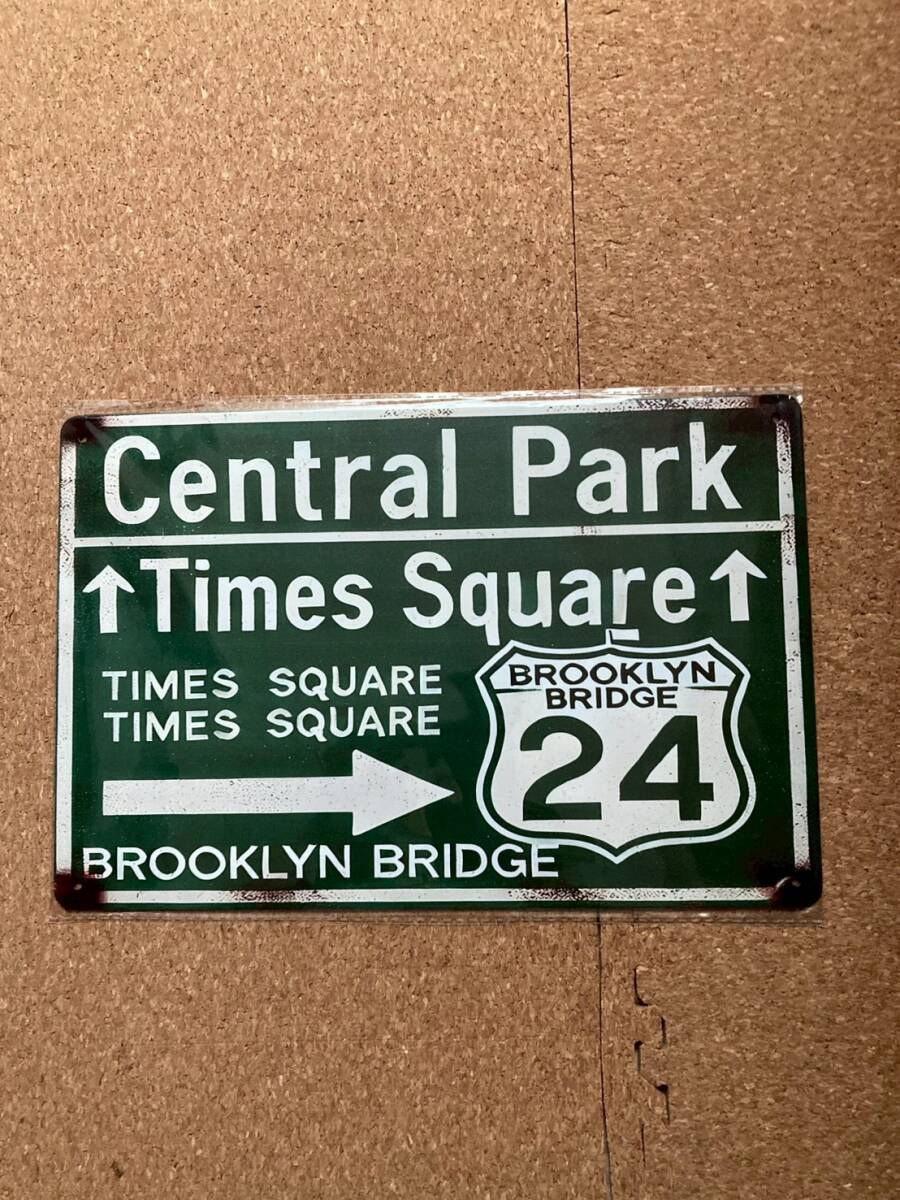 Central Park
Times Square
TIMES SQUARE
TIMES SQUARE
BROOKLYN
BRIDGE
24
BROOKLYN BRIDGE